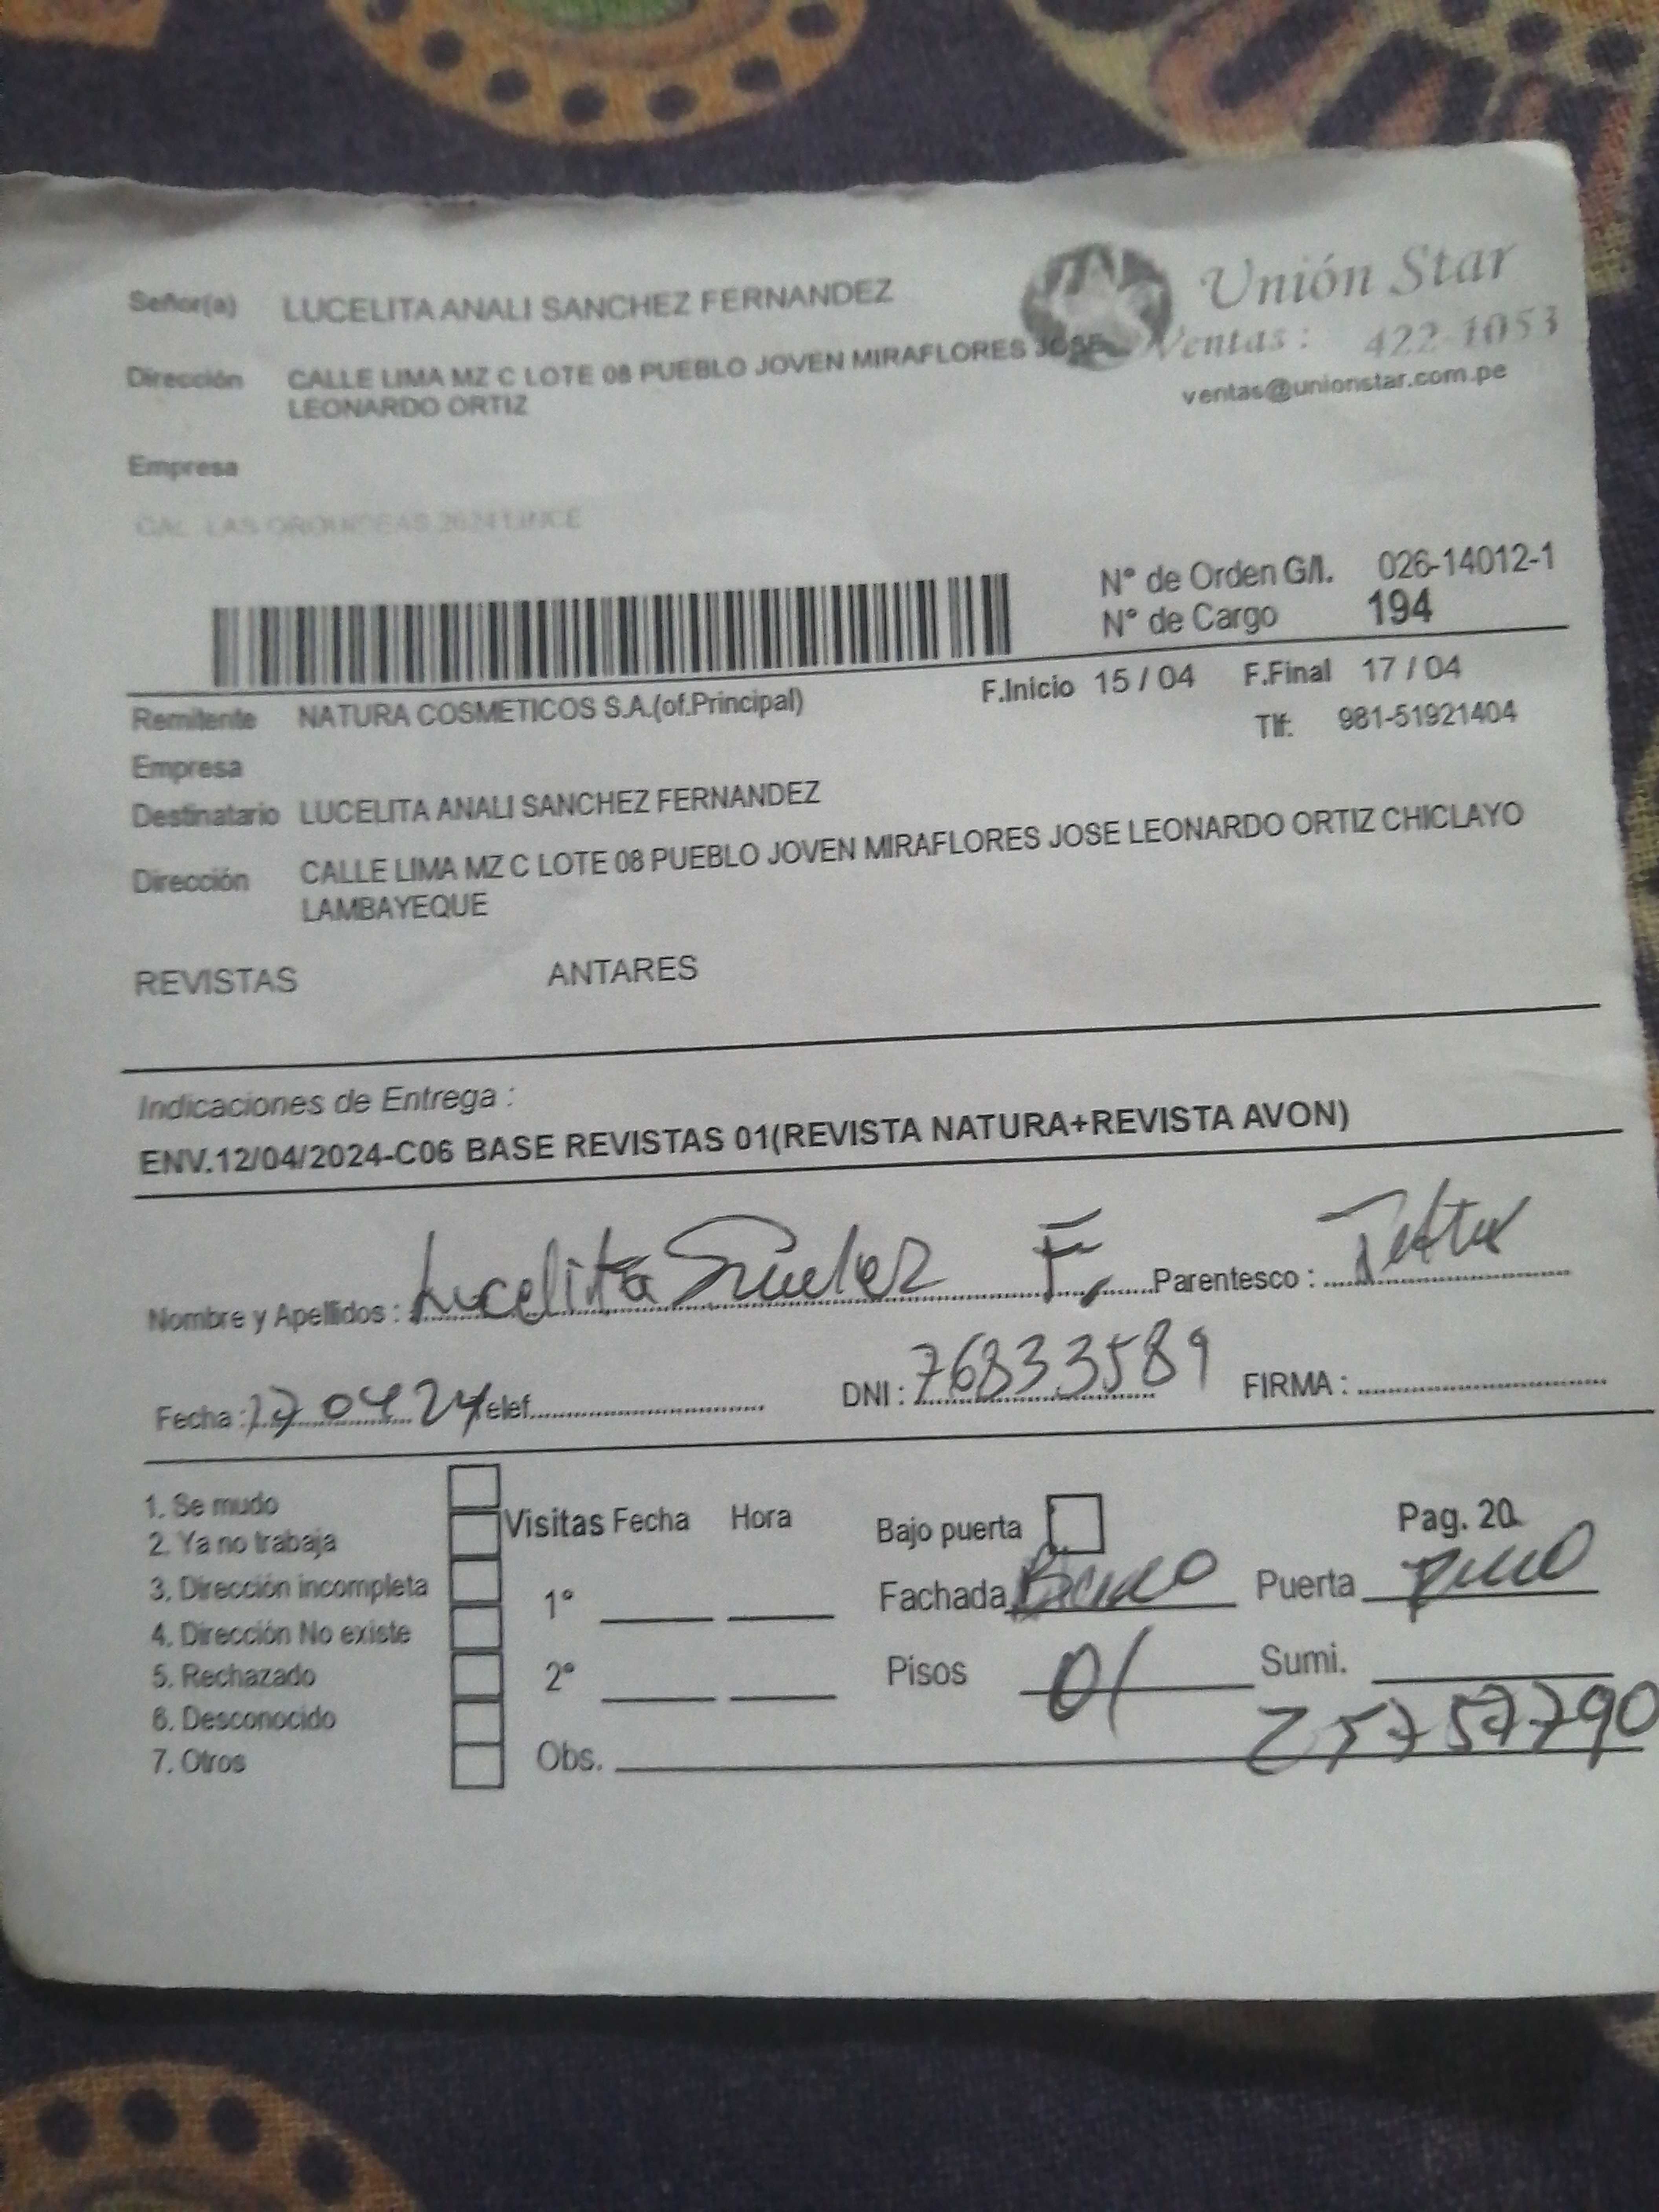 Señor(a) LUCELITA ANALI SANCHEZ FERNANDEZ
Unión Star
Ventas : 422-1053
ventas@unionstar.com.pe
Dirección CALLE LIMA MZ C LOTE 08 PUEBLO JOVEN MIRAFLORES JOSE
LEONARDO ORTIZ
Empresa
CAL. LAS
N° de Orden G/I. 026-14012-1
N° de Cargo 194
F.Inicio 15 / 04 F.Final 17 / 04
Remitente NATURA COSMETICOS S.A.(of.Principal)
Tlf: 981-51921404
Empresa
Destinatario LUCELITA ANALI SANCHEZ FERNANDEZ
Dirección CALLE LIMA MZ C LOTE 08 PUEBLO JOVEN MIRAFLORES JOSE LEONARDO ORTIZ CHICLAYO
LAMBAYEQUE
REVISTAS ANTARES
Indicaciones de Entrega :
ENV.12/04/2024-C06 BASE REVISTAS 01(REVISTA NATURA+REVISTA AVON)
Nombre y Apellidos : Lucelita F. Parentesco :
Fecha : 17 04 24 Telef. DNI : 76833589 FIRMA :
1. Se mudo
2. Ya no trabaja
3. Dirección incompleta
4. Dirección No existe
5. Rechazado
6. Desconocido
7. Otros
Visitas Fecha Hora
1°
2°
Obs.
Bajo puerta Pag. 20
Fachada Puerta
Pisos 01 Sumi.
25757790